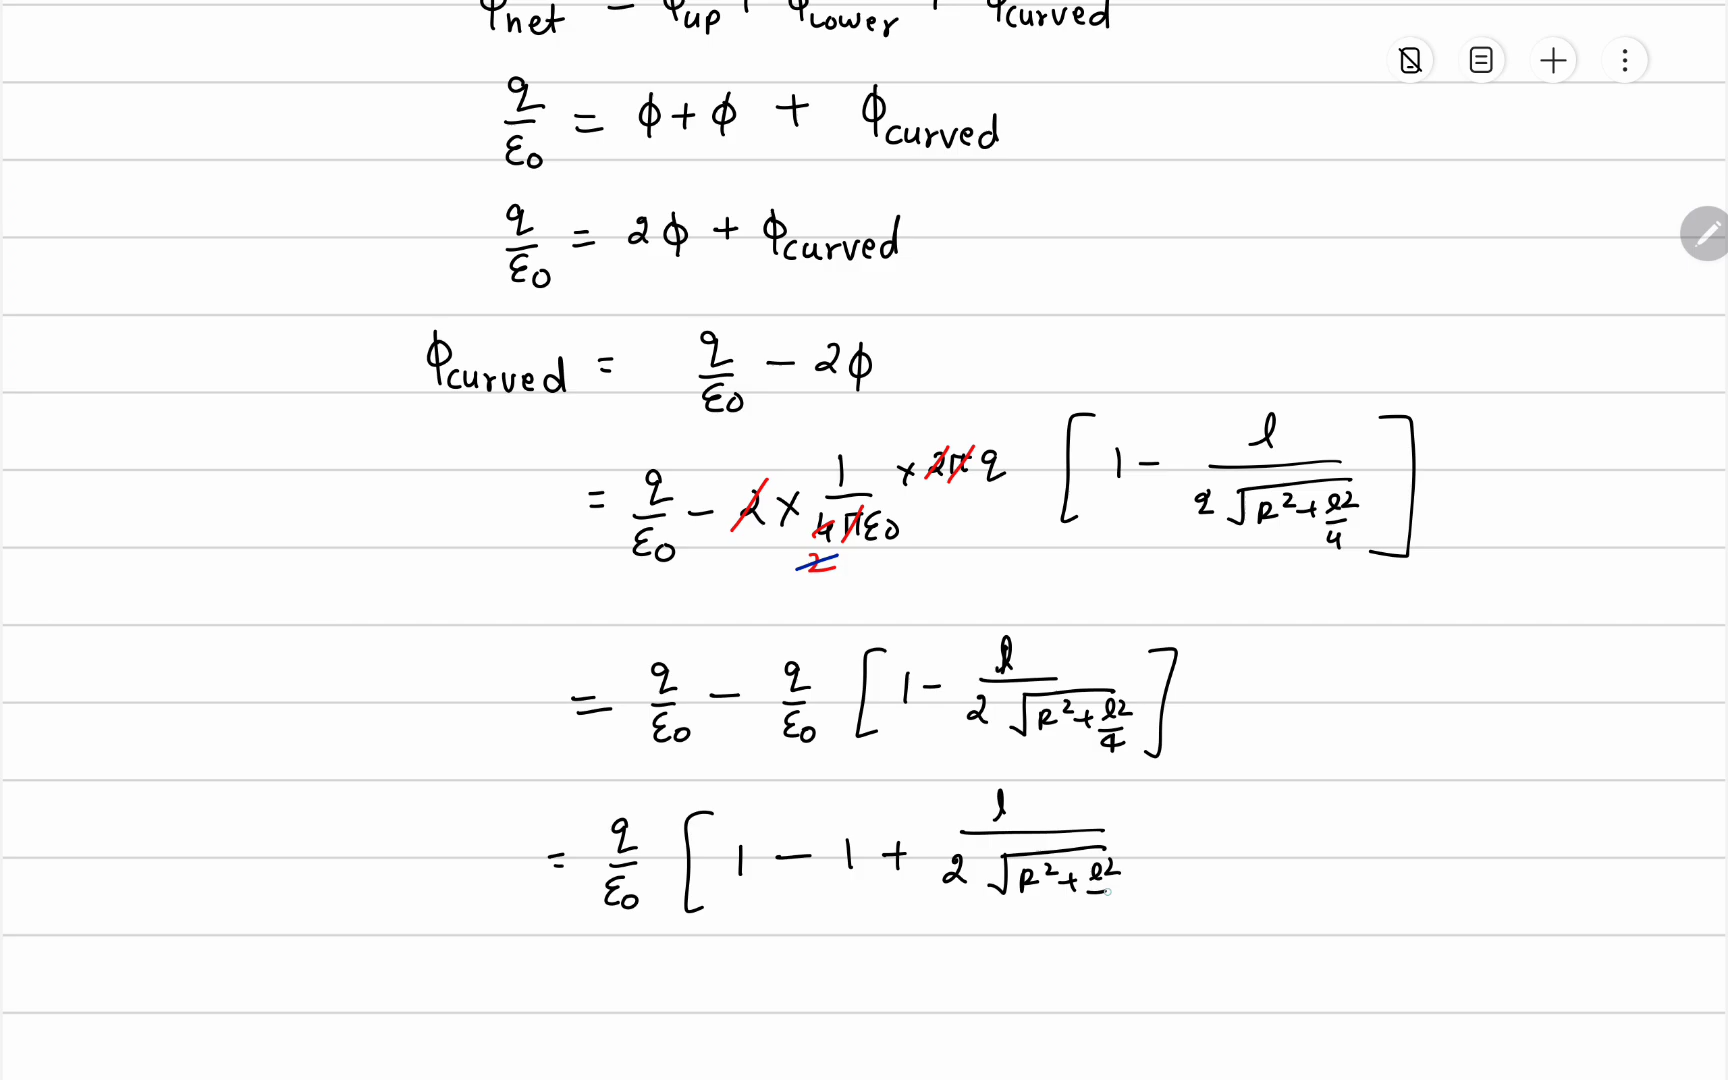 Φnet = Φup + Φlower + Φcurved
q/ε0 = ϕ + ϕ + Φcurved
q/ε0 = 2ϕ + Φcurved
Φcurved = q/ε0 − 2ϕ
= q/ε0 − 2 × 1/4πε0 × 2πq [1 − l/2√R²+l²/4]
2
= q/ε0 − q/ε0 [1 − l/2√R²+l²/4]
= q/ε0 [1 − 1 + l/2√R²+l²